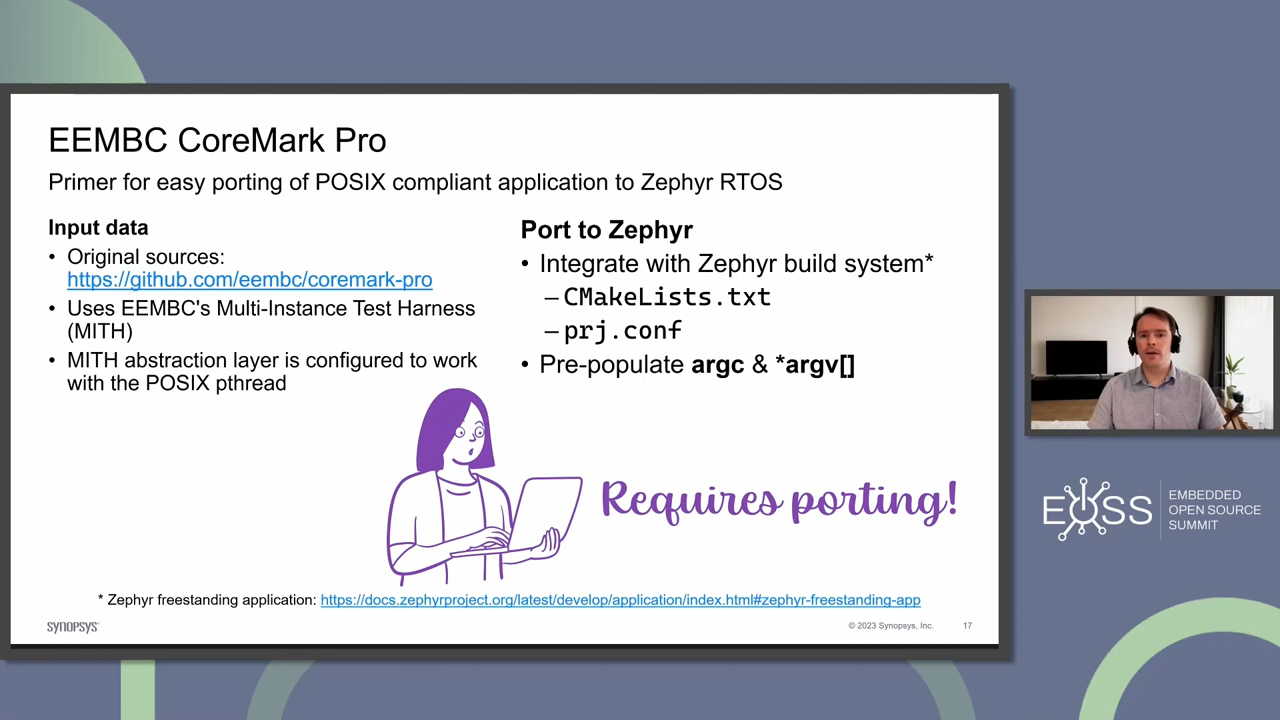 EEMBC CoreMark Pro
Primer for easy porting of POSIX compliant application to Zephyr RTOS
Input data
• Original sources:
https://github.com/eembc/coremark-pro
• Uses EEMBC's Multi-Instance Test Harness
(MITH)
• MITH abstraction layer is configured to work
with the POSIX pthread
Port to Zephyr
• Integrate with Zephyr build system*
–CMakeLists.txt
–prj.conf
• Pre-populate argc & *argv[]
Requires porting!
* Zephyr freestanding application: https://docs.zephyrproject.org/latest/develop/application/index.html#zephyr-freestanding-app
SYNOPSYS®
© 2023 Synopsys, Inc.
17
EOSS
EMBEDDED
OPEN SOURCE
SUMMIT